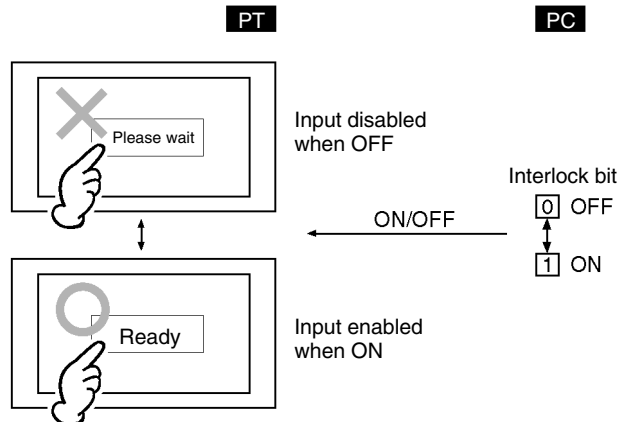 PT
PC
Please wait
Input disabled
when OFF
Interlock bit
0 OFF
ON/OFF
1 ON
Ready
Input enabled
when ON